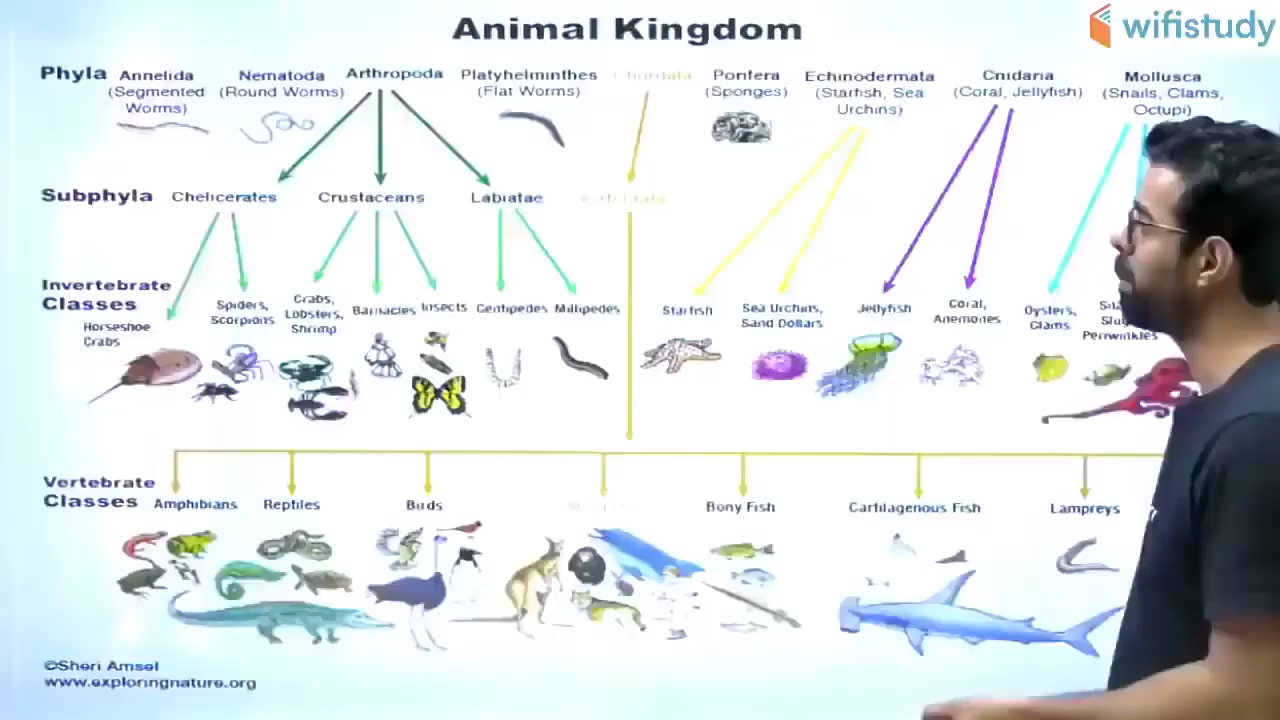 Animal Kingdom
wifistudy
Phyla
Annelida
(Segmented
Worms)
Nematoda
(Round Worms)
Arthropoda
Platyhelminthes
(Flat Worms)
Chordata
Porifera
(Sponges)
Echinodermata
(Starfish, Sea
Urchins)
Cnidaria
(Coral, Jellyfish)
Mollusca
(Snails, Clams,
Octupi)
Subphyla
Chelicerates
Crustaceans
Labiatae
Invertebrate
Classes
Horseshoe
Crabs
Spiders,
Scorpions
Crabs,
Lobsters,
Shrimp
Barnacles
Insects
Centipedes
Millipedes
Starfish
Sea Urchins,
Sand Dollars
Jellyfish
Coral,
Anemones
Oysters,
Clams
Periwinkles
Vertebrate
Classes
Amphibians
Reptiles
Birds
Bony Fish
Cartilagenous Fish
Lampreys
©Sheri Amsel
www.exploringnature.org